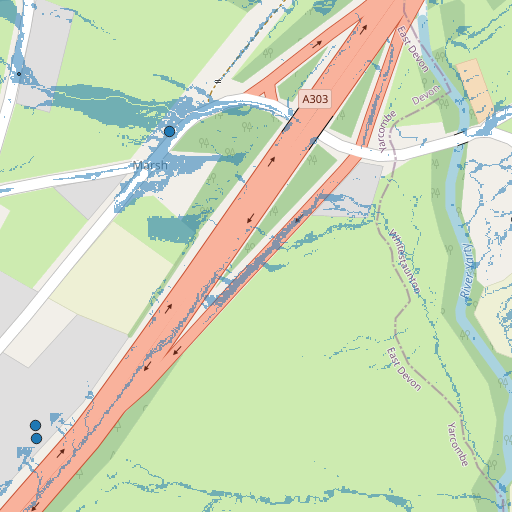 East Devon
Devon
A303
Yarcombe
Marsh
Whitestaunton
River Yarty
East Devon
Yarcombe